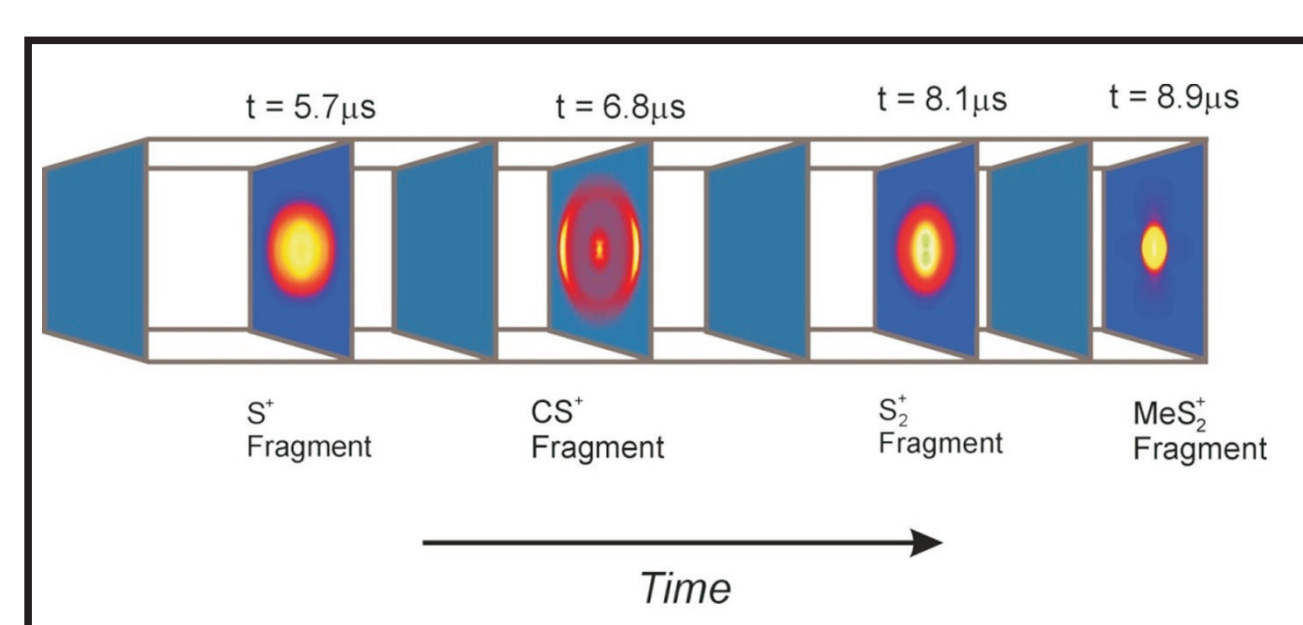 t = 5.7μs
t = 6.8μs
t = 8.1μs
t = 8.9μs
S⁺
Fragment
CS⁺
Fragment
S₂⁺
Fragment
MeS₂⁺
Fragment
Time